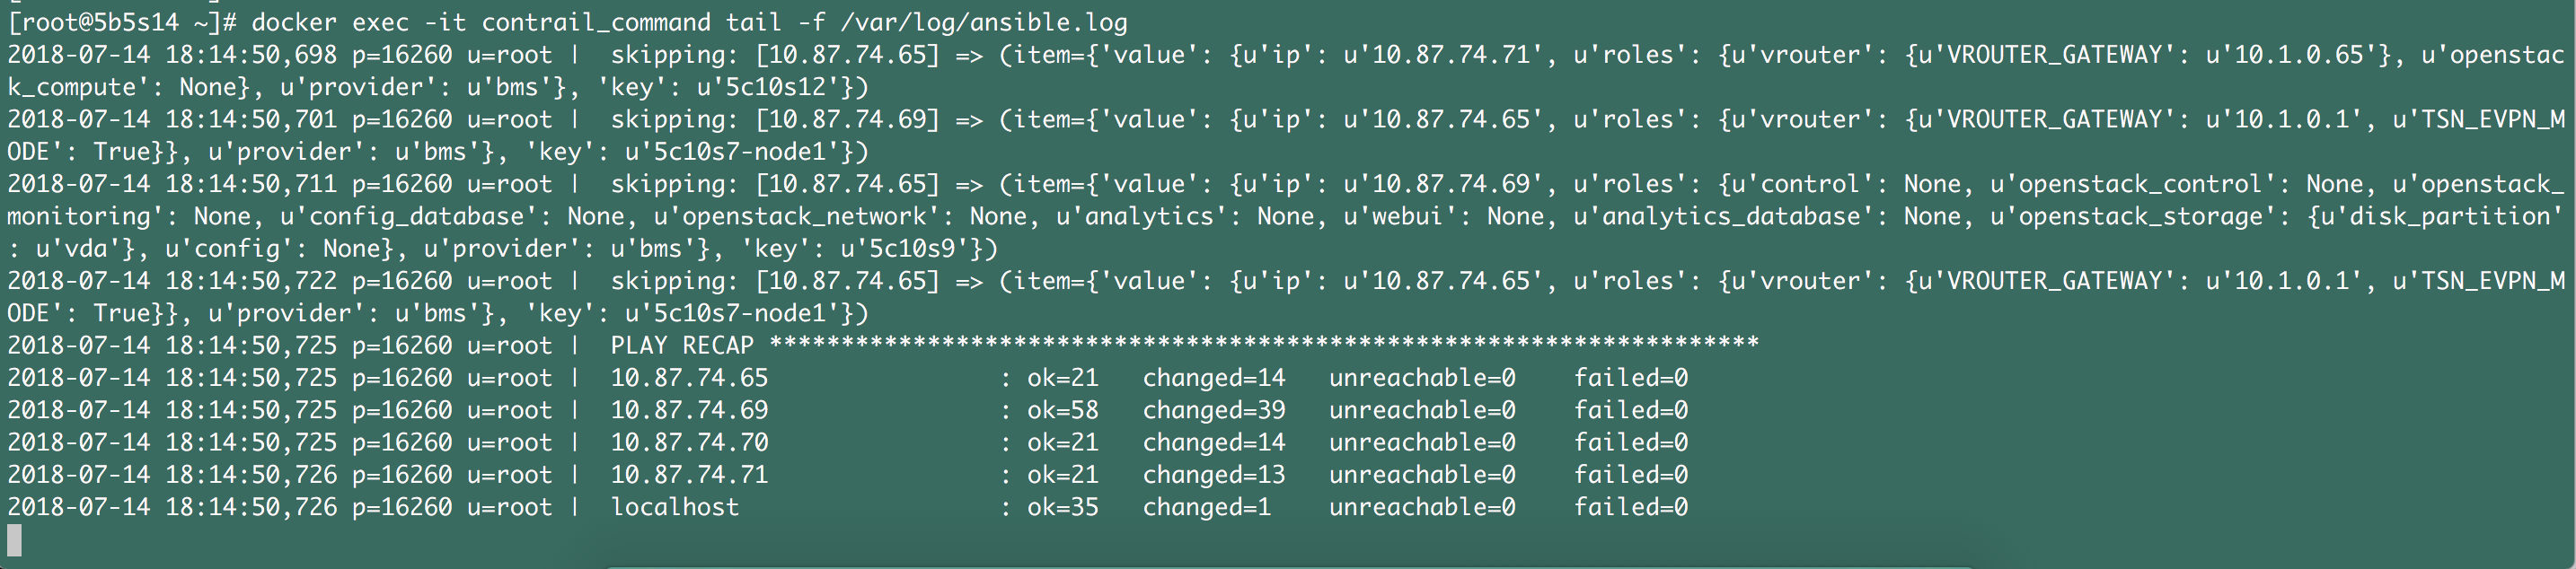 [root@5b5s14 ~]# docker exec -it contrail_command tail -f /var/log/ansible.log
2018-07-14 18:14:50,698 p=16260 u=root |  skipping: [10.87.74.65] => (item={'value': {u'ip': u'10.87.74.71', u'roles': {u'vrouter': {u'VROUTER_GATEWAY': u'10.1.0.65'}, u'openstac
k_compute': None}, u'provider': u'bms'}, 'key': u'5c10s12'})
2018-07-14 18:14:50,701 p=16260 u=root |  skipping: [10.87.74.69] => (item={'value': {u'ip': u'10.87.74.65', u'roles': {u'vrouter': {u'VROUTER_GATEWAY': u'10.1.0.1', u'TSN_EVPN_M
ODE': True}}, u'provider': u'bms'}, 'key': u'5c10s7-node1'})
2018-07-14 18:14:50,711 p=16260 u=root |  skipping: [10.87.74.65] => (item={'value': {u'ip': u'10.87.74.69', u'roles': {u'control': None, u'openstack_control': None, u'openstack_
monitoring': None, u'config_database': None, u'openstack_network': None, u'analytics': None, u'webui': None, u'analytics_database': None, u'openstack_storage': {u'disk_partition'
: u'vda'}, u'config': None}, u'provider': u'bms'}, 'key': u'5c10s9'})
2018-07-14 18:14:50,722 p=16260 u=root |  skipping: [10.87.74.65] => (item={'value': {u'ip': u'10.87.74.65', u'roles': {u'vrouter': {u'VROUTER_GATEWAY': u'10.1.0.1', u'TSN_EVPN_M
ODE': True}}, u'provider': u'bms'}, 'key': u'5c10s7-node1'})
2018-07-14 18:14:50,725 p=16260 u=root |  PLAY RECAP *********************************************************************
2018-07-14 18:14:50,725 p=16260 u=root |  10.87.74.65                : ok=21   changed=14   unreachable=0    failed=0
2018-07-14 18:14:50,725 p=16260 u=root |  10.87.74.69                : ok=58   changed=39   unreachable=0    failed=0
2018-07-14 18:14:50,725 p=16260 u=root |  10.87.74.70                : ok=21   changed=14   unreachable=0    failed=0
2018-07-14 18:14:50,726 p=16260 u=root |  10.87.74.71                : ok=21   changed=13   unreachable=0    failed=0
2018-07-14 18:14:50,726 p=16260 u=root |  localhost                  : ok=35   changed=1    unreachable=0    failed=0